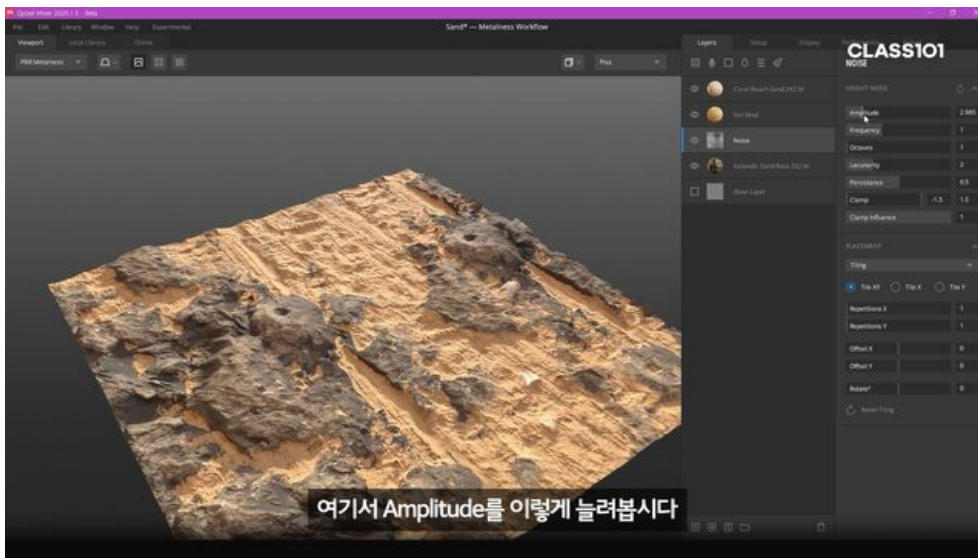 Quixel Mixer 2020.1.5 - Beta
File Edit Library Window Help Experimental
Sand* — Metalness Workflow
Viewport Local Library Online
Layers Setup Display
PBR Metalness
Pisa
CLASS101
NOISE
HEIGHT NOISE
Coral Beach Sand 2X2 M
Soil Mud
Noise
Icelandic Sand Rock 2X2 M
Base Layer
Amplitude 2.985
Frequency 1
Octaves 1
Lacunarity 2
Persistance 0.5
Clamp -1.5 1.5
Clamp Influence 1
PLACEMENT
Tiling
Tile XY Tile X Tile Y
Repetitions X 1
Repetitions Y 1
Offset X 0
Offset Y 0
Rotate° 0
Reset Tiling
여기서 Amplitude를 이렇게 늘려봅시다